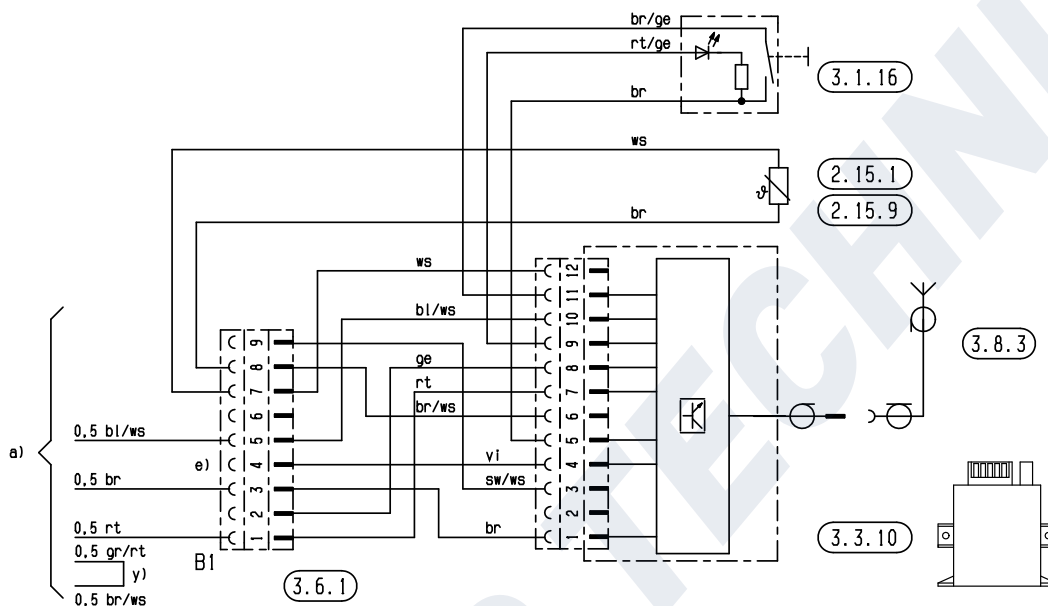 br/ge
rt/ge
3.1.16
br
ws
2.15.1
2.15.9
br
ws
12
11
bl/ws
10
9
9
3.8.3
ge
8
8
rt
7
7
br/ws
6
6
0,5 bl/ws
5
5
a)
e)
4
vi
4
sw/ws
0,5 br
3
3
2
2
0,5 rt
1
br
1
3.3.10
0,5 gr/rt
B1
y)
3.6.1
0,5 br/ws
TECHNI
TECHNI